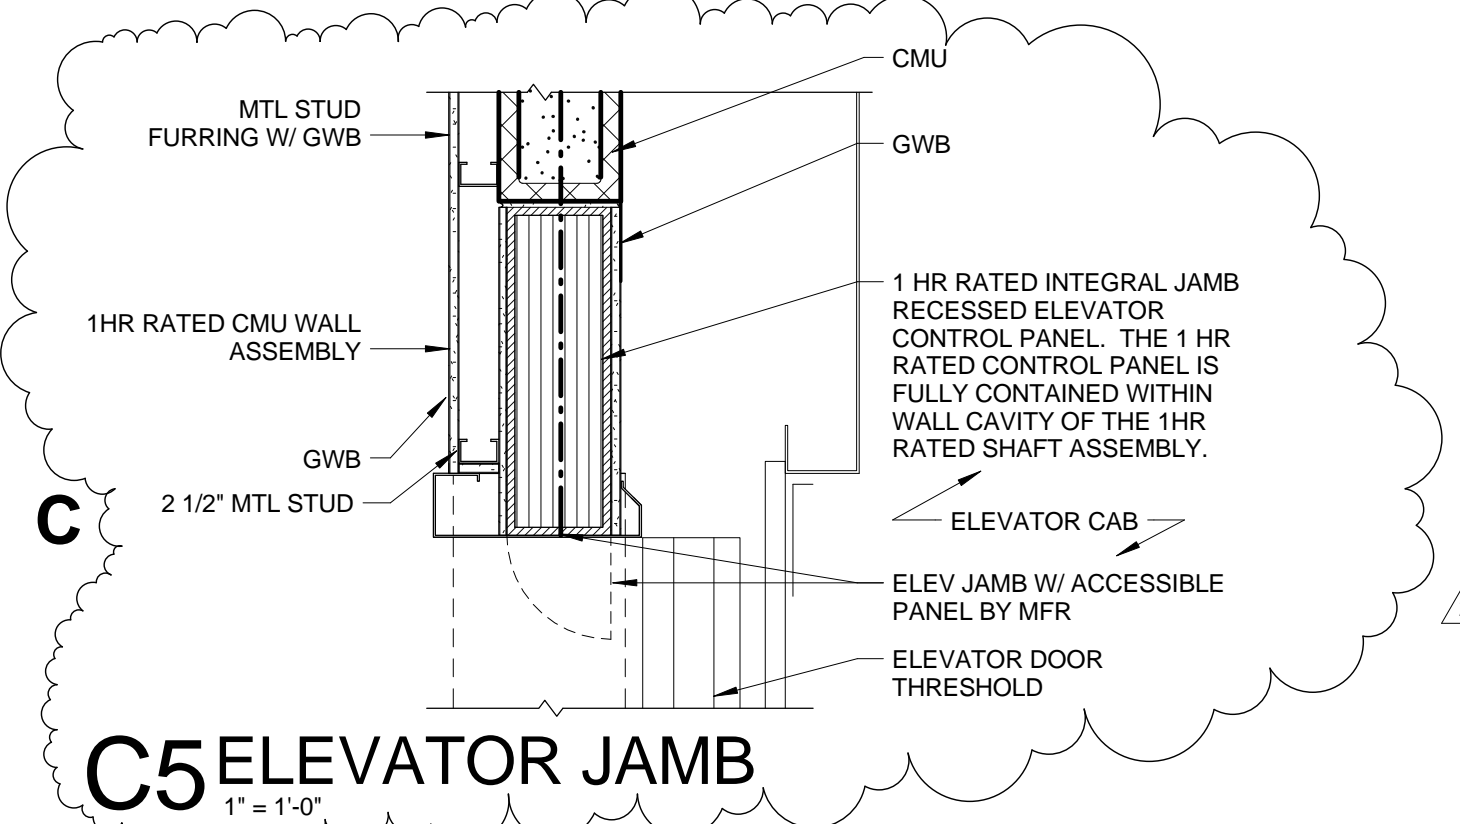 MTL STUD
FURRING W/ GWB
1HR RATED CMU WALL
ASSEMBLY
GWB
2 1/2" MTL STUD
CMU
GWB
1 HR RATED INTEGRAL JAMB
RECESSED ELEVATOR
CONTROL PANEL. THE 1 HR
RATED CONTROL PANEL IS
FULLY CONTAINED WITHIN
WALL CAVITY OF THE 1HR
RATED SHAFT ASSEMBLY.
ELEVATOR CAB
ELEV JAMB W/ ACCESSIBLE
PANEL BY MFR
ELEVATOR DOOR
THRESHOLD
C
C5 ELEVATOR JAMB
1" = 1'-0"